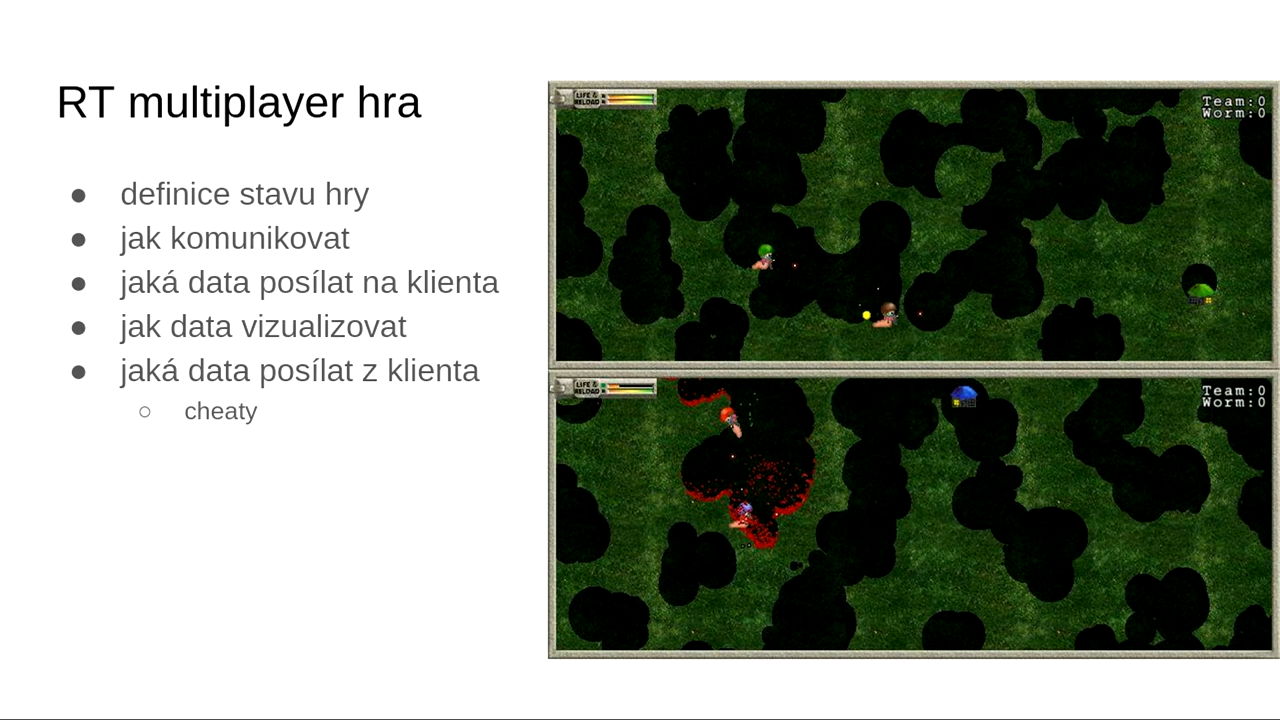 RT multiplayer hra
● definice stavu hry
● jak komunikovat
● jaká data posílat na klienta
● jak data vizualizovat
● jaká data posílat z klienta
○ cheaty
LIFE &
RELOAD
Team:0
Worm:0
LIFE &
RELOAD
Team:0
Worm:0